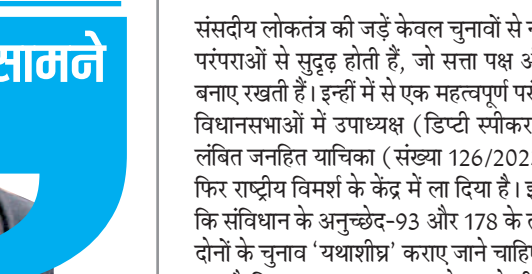 सामने
संसदीय लोकतंत्र की जड़ें केवल चुनावों से
परंपराओं से सुदृढ़ होती हैं, जो सत्ता पक्ष
बनाए रखती हैं। इन्हीं में से एक महत्वपूर्ण
विधानसभाओं में उपाध्यक्ष (डिप्टी स्पीकर
लंबित जनहित याचिका (संख्या 126/202
फिर राष्ट्रीय विमर्श के केंद्र में ला दिया है।
कि संविधान के अनुच्छेद-93 और 178 के
दोनों के चुनाव ‘यथाशीघ्र’ कराए जाने